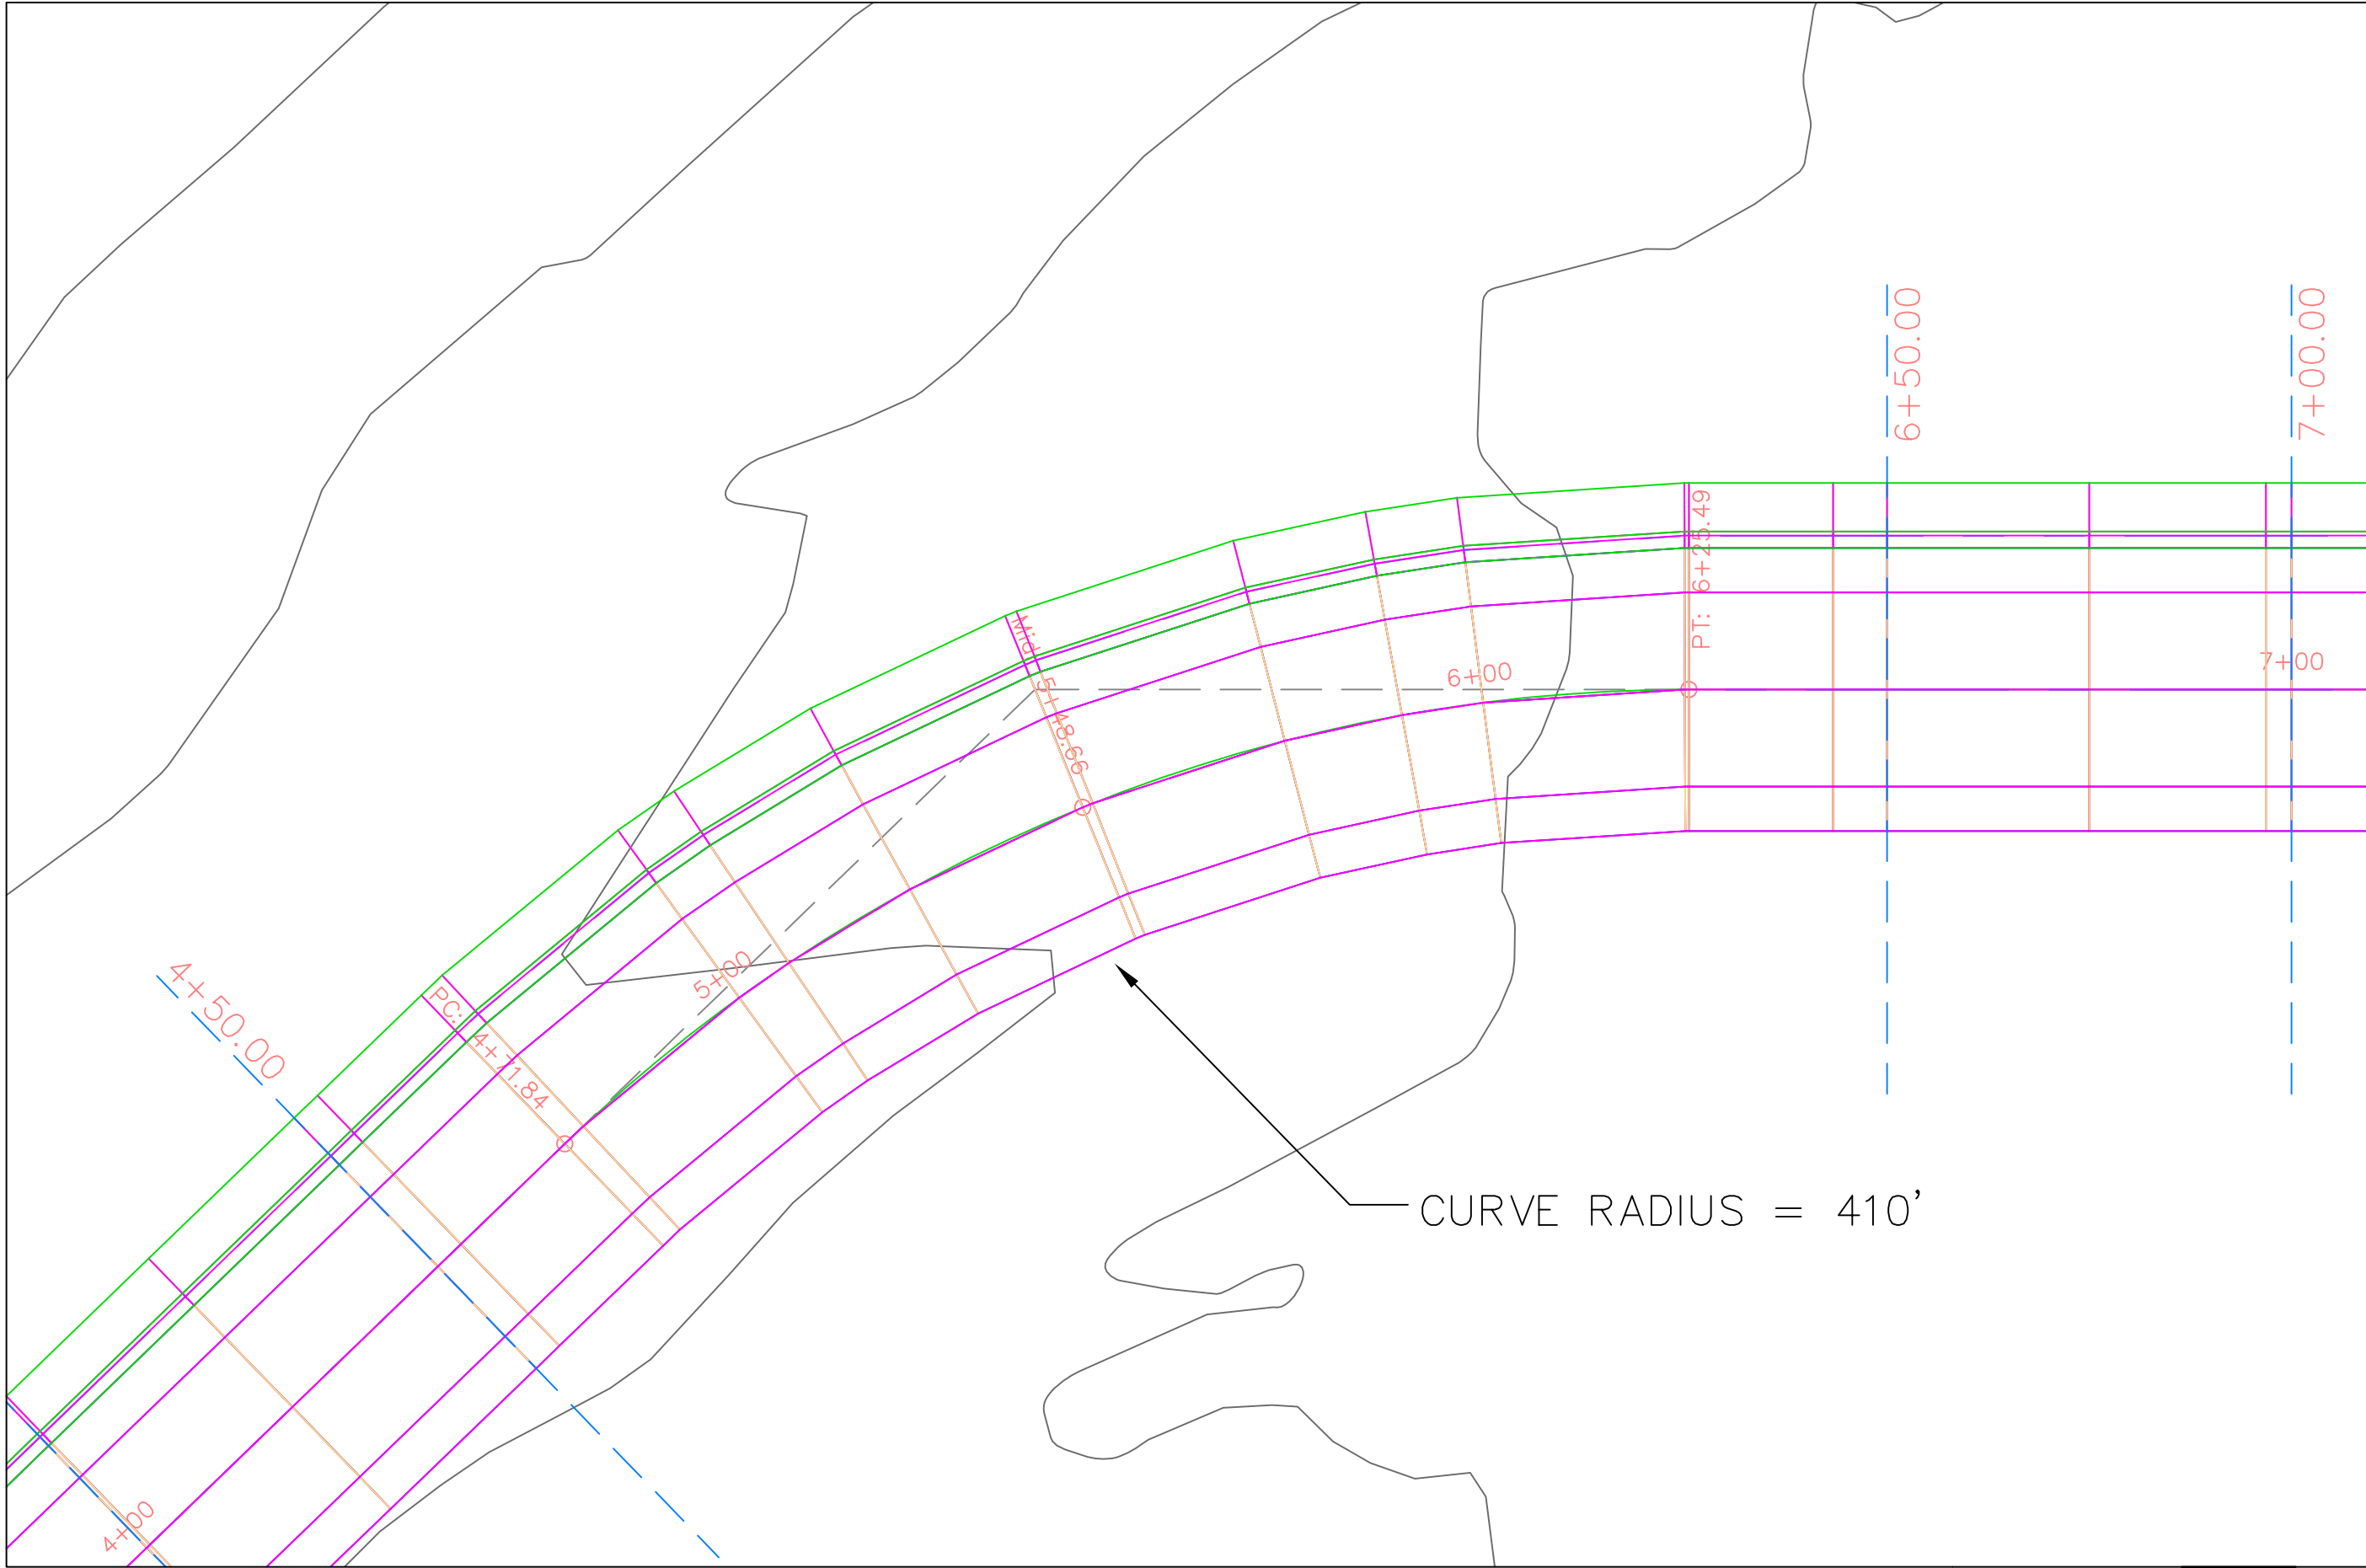 6+50.00
7+00.00
PT: 6+25.49
Mid: 5+48.66
6+00
7+00
5+00
4+50.00
PC: 4+71.84
CURVE RADIUS = 410’
4+00